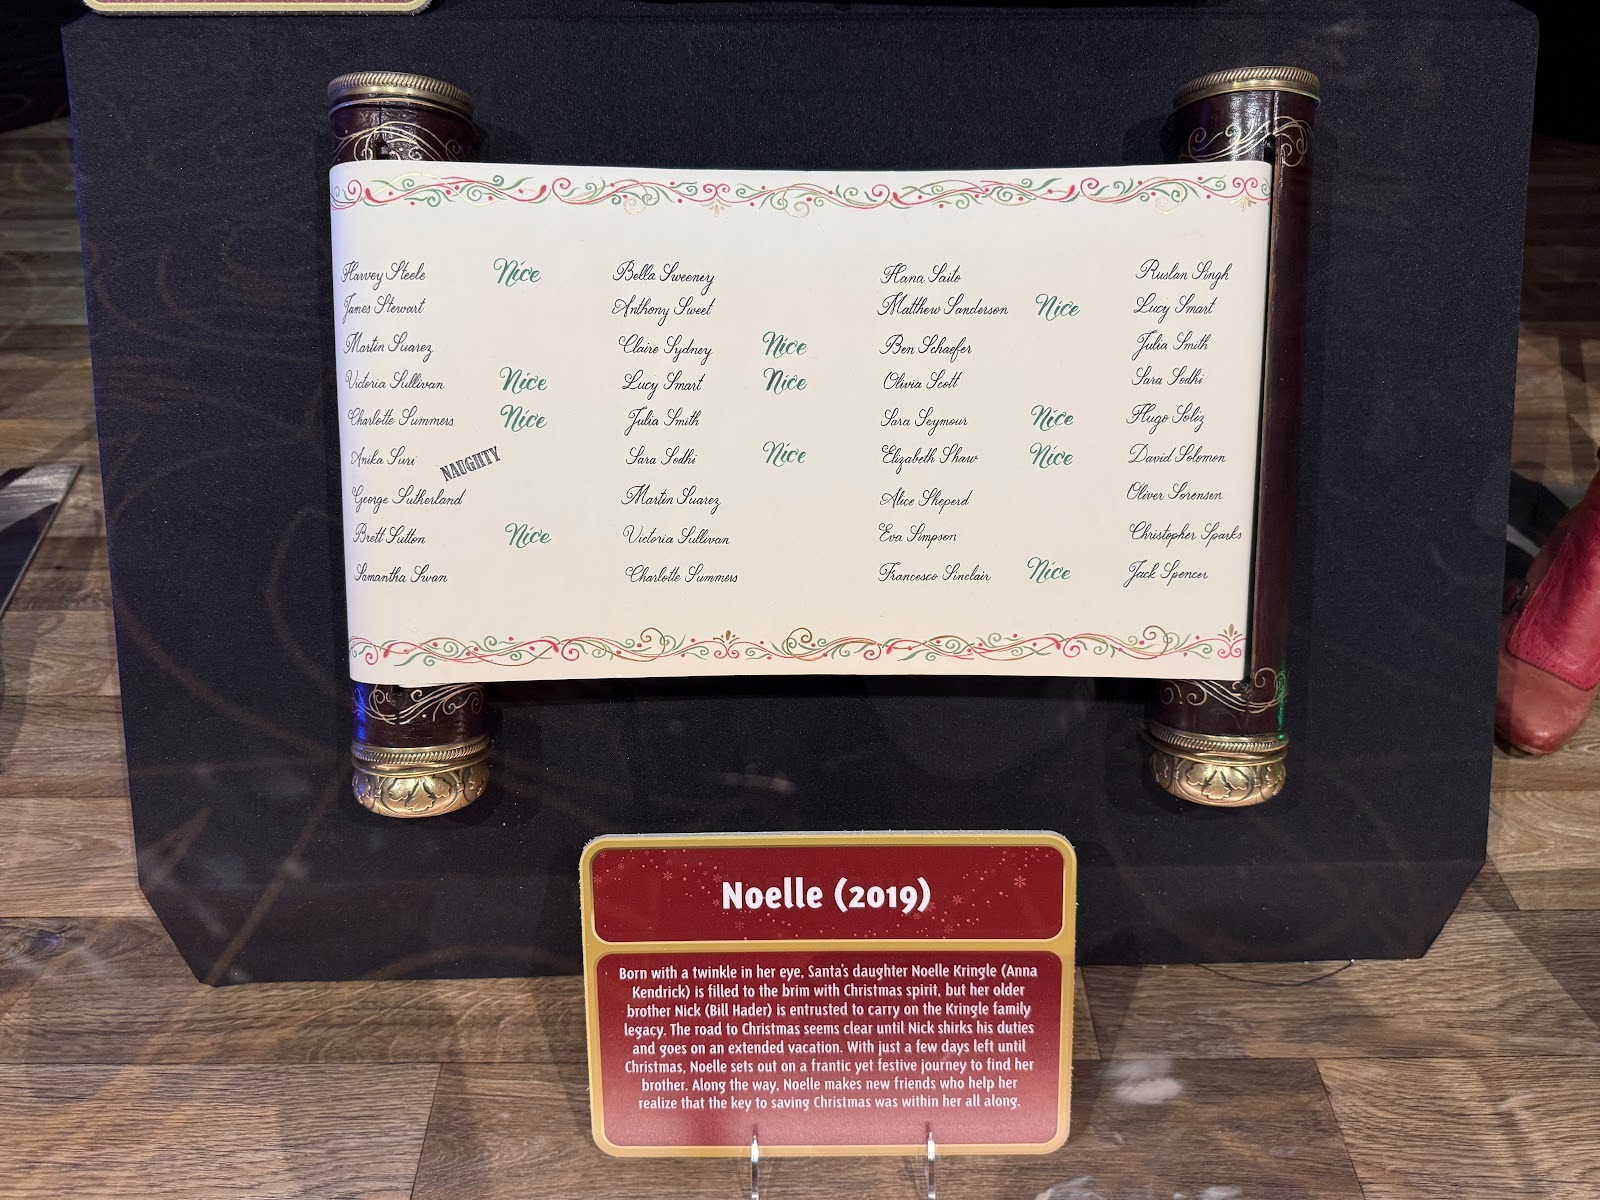 Harvey Steele Nice
James Stewart
Martin Suarez
Victoria Sullivan Nice
Charlotte Summers Nice
Anika Suri NAUGHTY
George Sutherland
Brett Sutton Nice
Samantha Swan
Bella Sweeney
Anthony Sweet
Claire Sydney Nice
Lucy Smart Nice
Julia Smith
Sara Sodhi Nice
Martin Suarez
Victoria Sullivan
Charlotte Summers
Hana Saito
Matthew Sanderson Nice
Ben Schaefer
Olivia Scott
Sara Seymour Nice
Elizabeth Shaw Nice
Alice Sheperd
Eva Simpson
Francesco Sinclair Nice
Ruslan Singh
Lucy Smart
Julia Smith
Sara Sodhi
Hugo Soliz
David Solomon
Oliver Sorensen
Christopher Sparks
Jack Spencer
Noelle (2019)
Born with a twinkle in her eye, Santa's daughter Noelle Kringle (Anna
Kendrick) is filled to the brim with Christmas spirit, but her older
brother Nick (Bill Hader) is entrusted to carry on the Kringle family
legacy. The road to Christmas seems clear until Nick shirks his duties
and goes on an extended vacation. With just a few days left until
Christmas, Noelle sets out on a frantic yet festive journey to find her
brother. Along the way, Noelle makes new friends who help her
realize that the key to saving Christmas was within her all along.